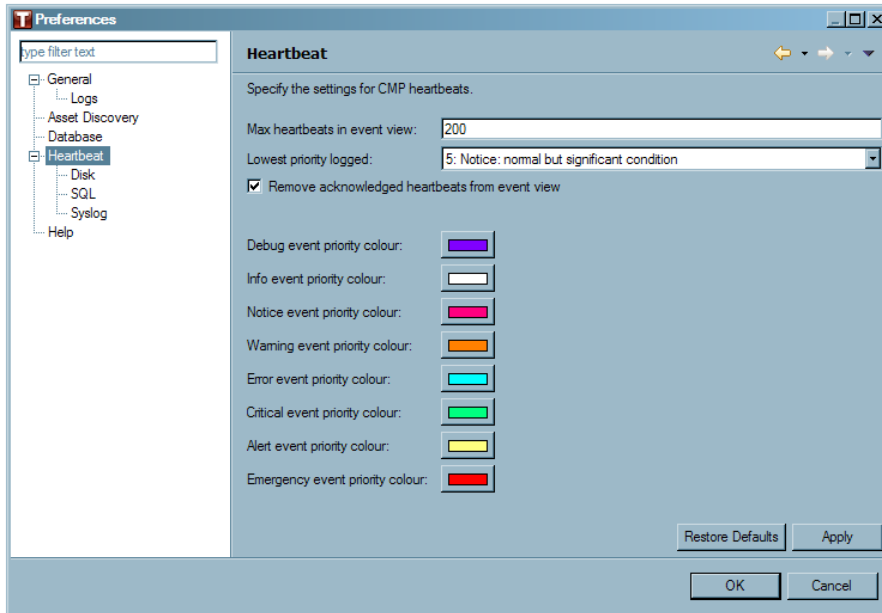 T Preferences
type filter text
General
Logs
Asset Discovery
Database
Heartbeat
Disk
SQL
Syslog
Help
Heartbeat
Specify the settings for CMP heartbeats.
Max heartbeats in event view: 200
Lowest priority logged: 5: Notice: normal but significant condition
Remove acknowledged heartbeats from event view
Debug event priority colour:
Info event priority colour:
Notice event priority colour:
Warning event priority colour:
Error event priority colour:
Critical event priority colour:
Alert event priority colour:
Emergency event priority colour:
Restore Defaults Apply
OK Cancel